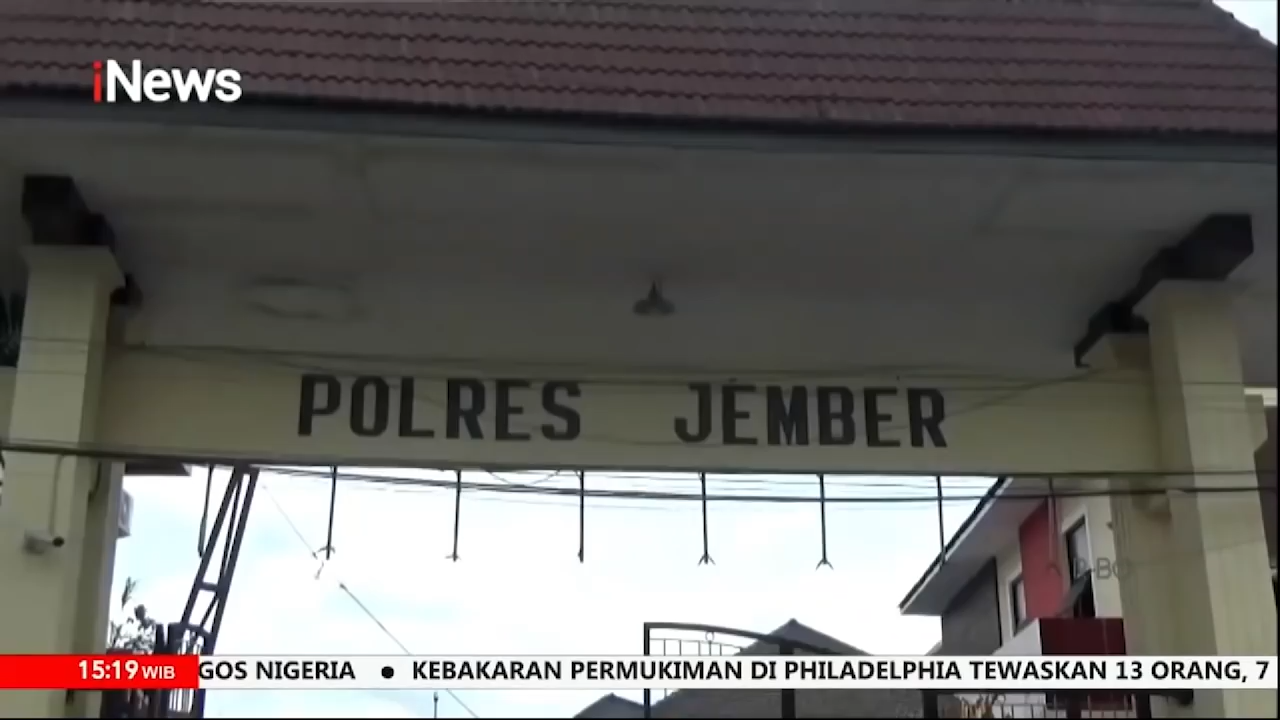 iNews
POLRES JEMBER
15:19 WIB
GOS NIGERIA ● KEBAKARAN PERMUKIMAN DI PHILADELPHIA TEWASKAN 13 ORANG, 7